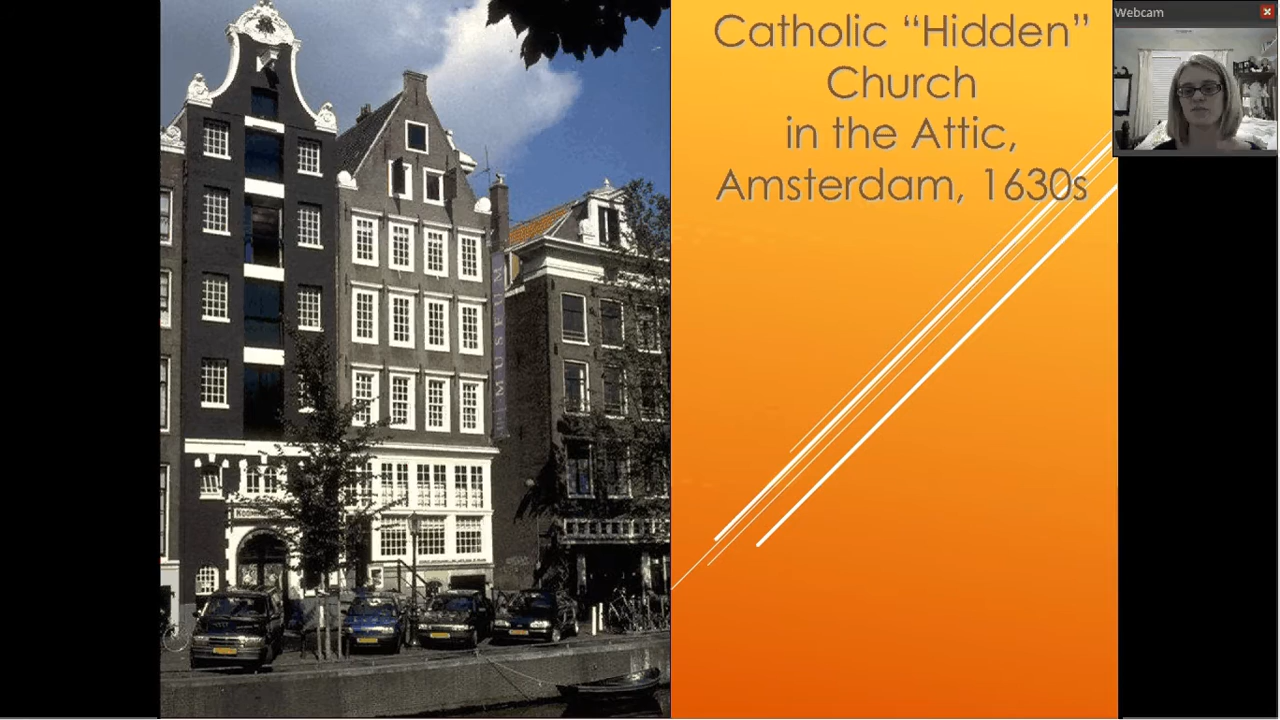 Catholic “Hidden”
Church
in the Attic,
Amsterdam, 1630s
Webcam
MUSEUM